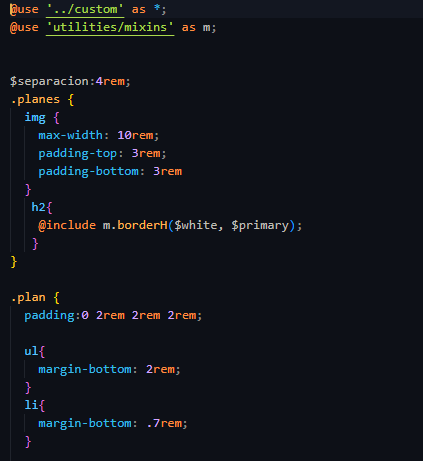 @use '../custom' as *;
@use 'utilities/mixins' as m;
$separacion:4rem;
.planes {
img {
max-width: 10rem;
padding-top: 3rem;
padding-bottom: 3rem
}
h2{
@include m.borderH($white, $primary);
}
}
.plan {
padding:0 2rem 2rem 2rem;
ul{
margin-bottom: 2rem;
}
li{
margin-bottom: .7rem;
}